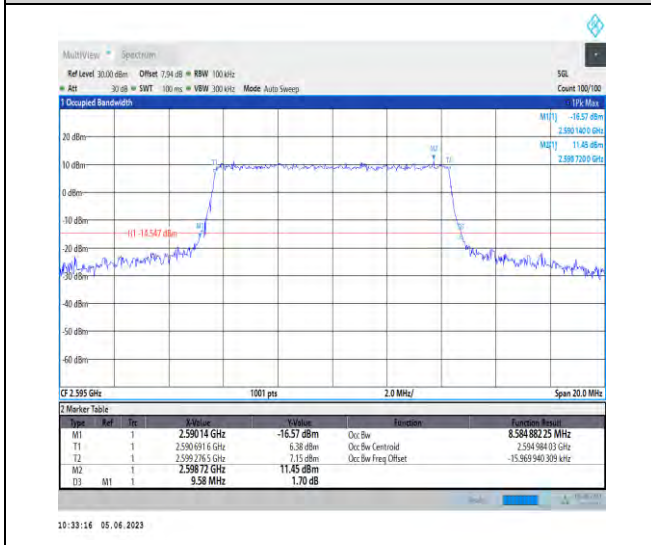 MultiView Spectrum
Ref Level 30.00 dBm Offset 7.94 dB RBW 100 kHz SGL
Att 30 dB SWT 100 ms VBW 300 kHz Mode Auto Sweep Count 100/100
1 Occupied Bandwidth 1Pk Max
M1[1] -16.57 dBm
2.590 140 0 GHz
M2[1] 11.45 dBm
2.598 720 0 GHz
20 dBm
M2
T1 T2
10 dBm
0 dBm
-10 dBm
M1
H1 -14.547 dBm
-20 dBm
-30 dBm
-40 dBm
-50 dBm
-60 dBm
CF 2.595 GHz 1001 pts 2.0 MHz/ Span 20.0 MHz
2 Marker Table
Type Ref Trc X-Value Y-Value Function Function Result
M1 1 2.59014 GHz -16.57 dBm Occ Bw 8.584 882 25 MHz
T1 1 2.590 691 6 GHz 6.38 dBm Occ Bw Centroid 2.594 984 03 GHz
T2 1 2.599 276 5 GHz 7.15 dBm Occ Bw Freq Offset -15.969 940 309 kHz
M2 1 2.598 72 GHz 11.45 dBm
D3 M1 1 9.58 MHz 1.70 dB
10:33:16 05.06.2023